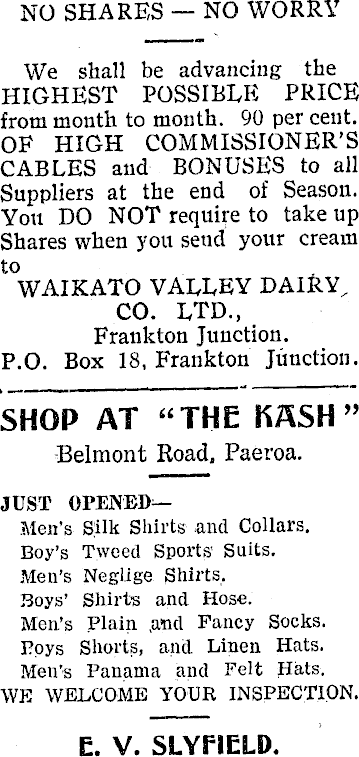 NO SHARES — NO WORRY
We shall be advancing the
HIGHEST POSSIBLE PRICE
from month to month. 90 per cent.
OF HIGH COMMISSIONER'S
CABLES and BONUSES to all
Suppliers at the end of Season.
You DO NOT require to take up
Shares when you send your cream
to
WAIKATO VALLEY DAIRY
CO. LTD.,
Frankton Junction.
P.O. Box 18, Frankton Junction.
SHOP AT "THE KASH"
Belmont Road, Paeroa.
JUST OPENED—
Men's Silk Shirts and Collars.
Boy's Tweed Sports Suits.
Men's Neglige Shirts.
Boys' Shirts and Hose.
Men's Plain and Fancy Socks.
Boys Shorts, and Linen Hats.
Men's Panama and Felt Hats.
WE WELCOME YOUR INSPECTION.
E. V. SLYFIELD.